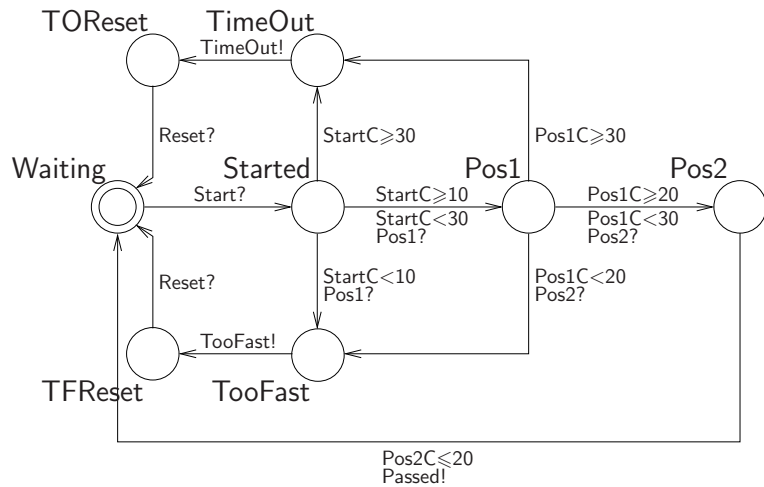 TOReset
TimeOut
TimeOut!
Reset?
StartC⩾30
Pos1C⩾30
Waiting
Started
Pos1
Pos2
Start?
StartC⩾10
StartC<30
Pos1?
Pos1C⩾20
Pos1C<30
Pos2?
Reset?
StartC<10
Pos1?
Pos1C<20
Pos2?
TooFast!
TFReset
TooFast
Pos2C⩽20
Passed!